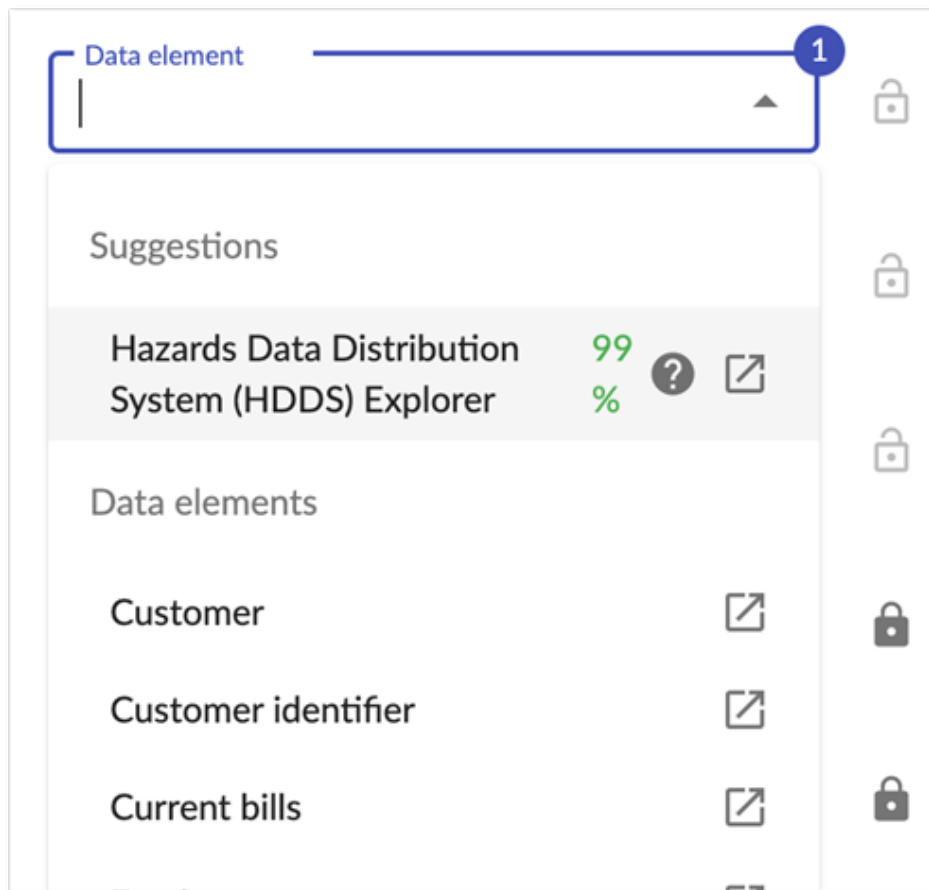 Data element
1
Suggestions
Hazards Data Distribution 99
System (HDDS) Explorer %
Data elements
Customer
Customer identifier
Current bills